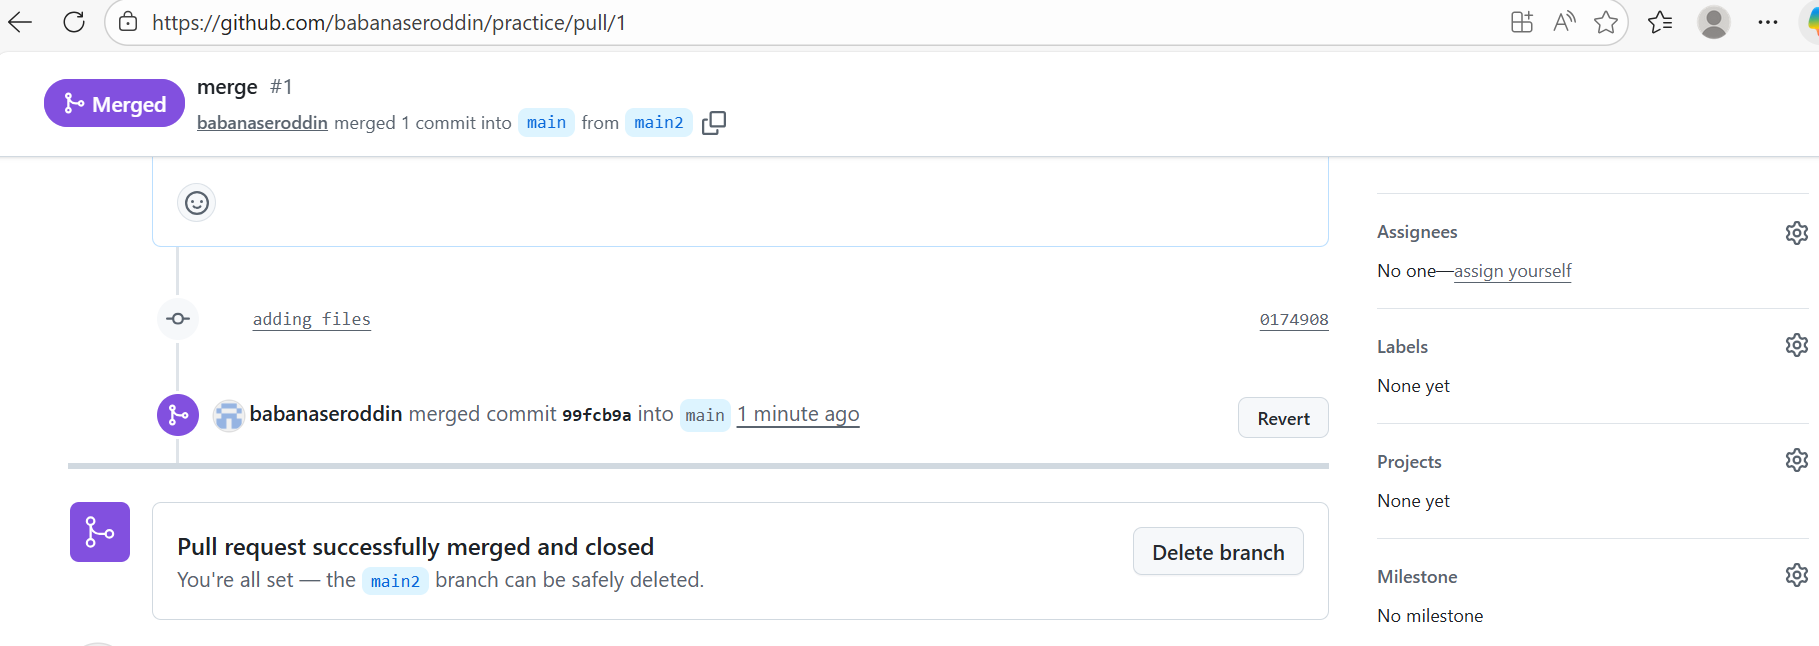 https://github.com/babanaseroddin/practice/pull/1
Merged
merge #1
babanaseroddin merged 1 commit into main from main2
Assignees
No one—assign yourself
adding files 0174908
Labels
None yet
babanaseroddin merged commit 99fcb9a into main 1 minute ago
Revert
Projects
None yet
Pull request successfully merged and closed
You're all set — the main2 branch can be safely deleted.
Delete branch
Milestone
No milestone